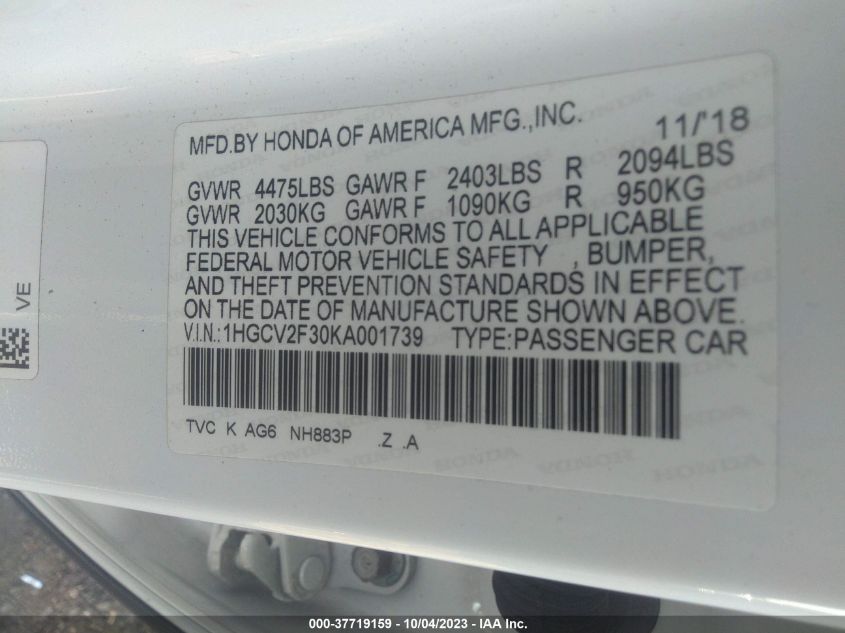 MFD.BY HONDA OF AMERICA MFG.,INC. 11/'18
GVWR 4475LBS GAWR F 2403LBS R 2094LBS
GVWR 2030KG GAWR F 1090KG R 950KG
THIS VEHICLE CONFORMS TO ALL APPLICABLE
FEDERAL MOTOR VEHICLE SAFETY , BUMPER,
AND THEFT PREVENTION STANDARDS IN EFFECT
ON THE DATE OF MANUFACTURE SHOWN ABOVE.
V.I.N.:1HGCV2F30KA001739 TYPE:PASSENGER CAR
TVC K AG6 NH883P .Z .A
VE
HONDA HONDA HONDA
000-37719159 - 10/04/2023 - IAA Inc.